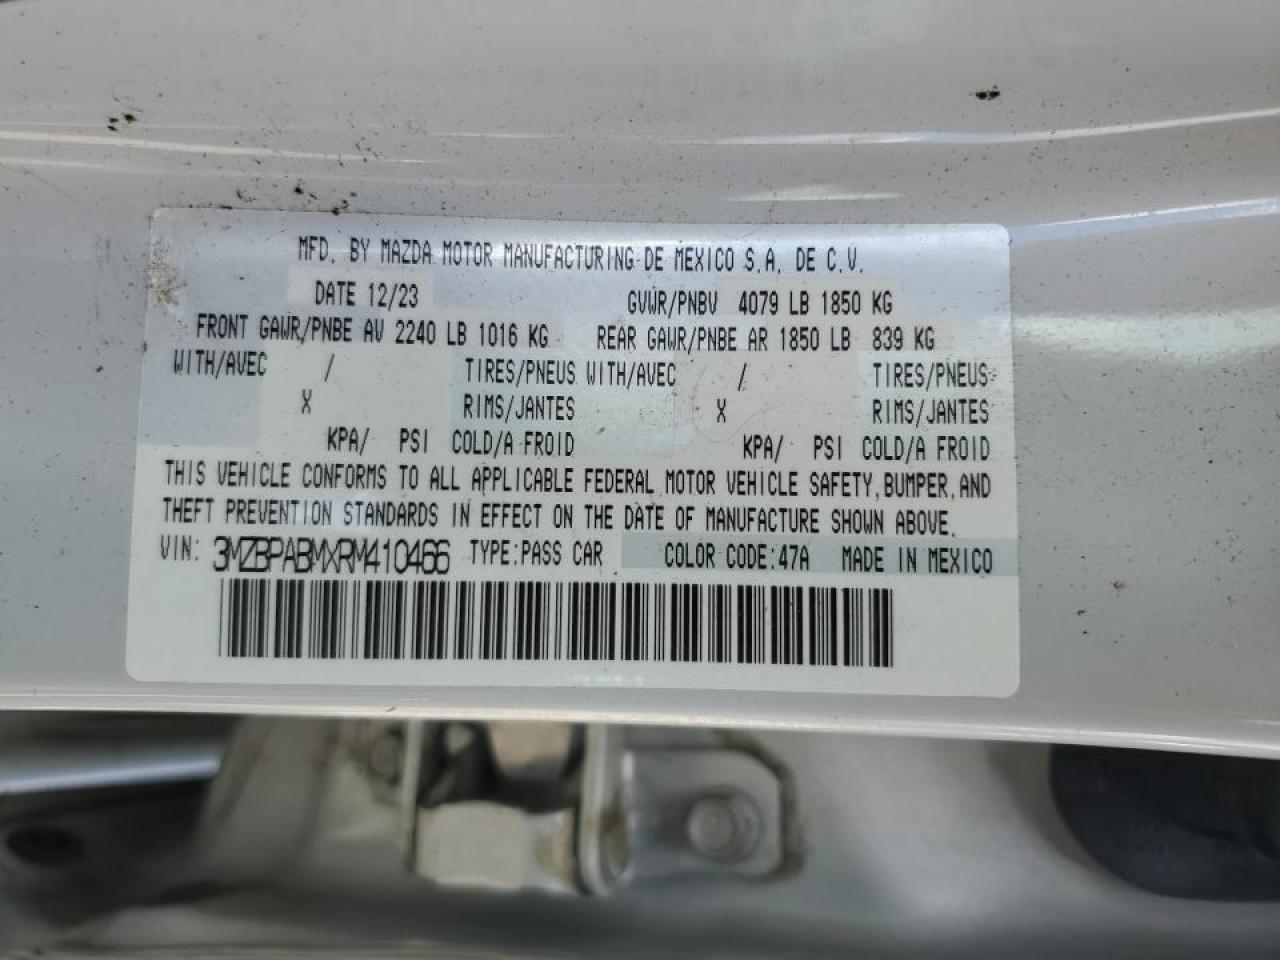 MFD. BY MAZDA MOTOR MANUFACTURING DE MEXICO S.A. DE C.V.
DATE 12/23 GVWR/PNBV 4079 LB 1850 KG
FRONT GAWR/PNBE AV 2240 LB 1016 KG REAR GAWR/PNBE AR 1850 LB 839 KG
WITH/AVEC / TIRES/PNEUS WITH/AVEC / TIRES/PNEUS
X RIMS/JANTES X RIMS/JANTES
KPA/ PSI COLD/A FROID KPA/ PSI COLD/A FROID
THIS VEHICLE CONFORMS TO ALL APPLICABLE FEDERAL MOTOR VEHICLE SAFETY, BUMPER, AND
THEFT PREVENTION STANDARDS IN EFFECT ON THE DATE OF MANUFACTURE SHOWN ABOVE.
VIN: 3MZBPABMXRM410466 TYPE:PASS CAR COLOR CODE:47A MADE IN MEXICO